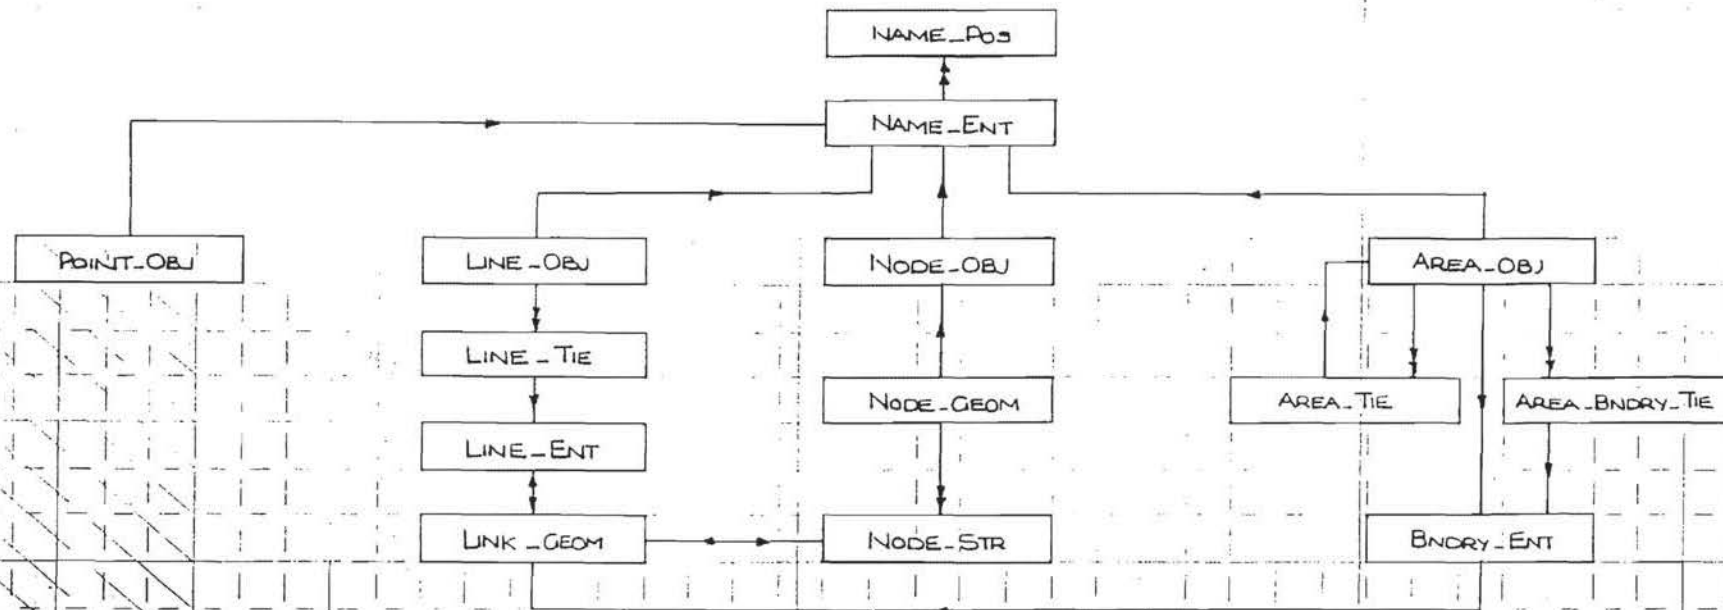 NAME_POS
NAME_ENT
POINT_OBJ
LINE_OBJ
NODE_OBJ
AREA_OBJ
LINE_TIE
NODE_GEOM
AREA_TIE
AREA_BNDRY_TIE
LINE_ENT
LINK_GEOM
NODE_STR
BNDRY_ENT